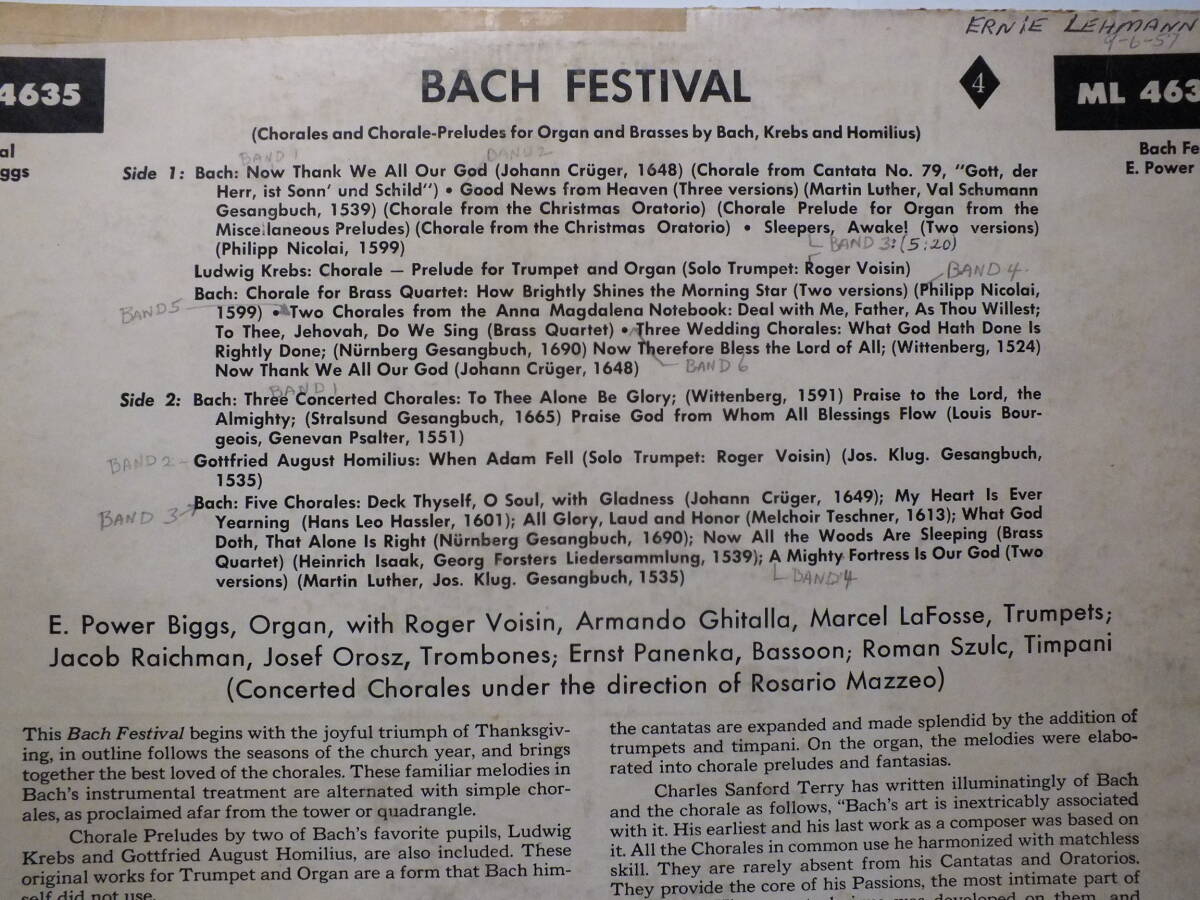 ERNIE LEHMANN
9-6-57
4635
BACH FESTIVAL
4
ML 463
(Chorales and Chorale-Preludes for Organ and Brasses by Bach, Krebs and Homilius)
al
ggs
Bach Fe
E. Power
BAND 1
BAND 2
Side 1: Bach: Now Thank We All Our God (Johann Crüger, 1648) (Chorale from Cantata No. 79, "Gott, der
Herr, ist Sonn' und Schild") • Good News from Heaven (Three versions) (Martin Luther, Val Schumann
Gesangbuch, 1539) (Chorale from the Christmas Oratorio) (Chorale Prelude for Organ from the
Miscellaneous Preludes) (Chorale from the Christmas Oratorio) • Sleepers, Awake! (Two versions)
(Philipp Nicolai, 1599)
BAND 3: (5:20)
Ludwig Krebs: Chorale — Prelude for Trumpet and Organ (Solo Trumpet: Roger Voisin)
BAND 4
Bach: Chorale for Brass Quartet: How Brightly Shines the Morning Star (Two versions) (Philipp Nicolai,
BAND 5
1599) • Two Chorales from the Anna Magdalena Notebook: Deal with Me, Father, As Thou Willest;
To Thee, Jehovah, Do We Sing (Brass Quartet) • Three Wedding Chorales: What God Hath Done Is
Rightly Done; (Nürnberg Gesangbuch, 1690) Now Therefore Bless the Lord of All; (Wittenberg, 1524)
Now Thank We All Our God (Johann Crüger, 1648)
BAND 6
BAND 1
Side 2: Bach: Three Concerted Chorales: To Thee Alone Be Glory; (Wittenberg, 1591) Praise to the Lord, the
Almighty; (Stralsund Gesangbuch, 1665) Praise God from Whom All Blessings Flow (Louis Bour-
geois, Genevan Psalter, 1551)
BAND 2 -
Gottfried August Homilius: When Adam Fell (Solo Trumpet: Roger Voisin) (Jos. Klug. Gesangbuch,
1535)
BAND 3
Bach: Five Chorales: Deck Thyself, O Soul, with Gladness (Johann Crüger, 1649); My Heart Is Ever
Yearning (Hans Leo Hassler, 1601); All Glory, Laud and Honor (Melchoir Teschner, 1613); What God
Doth, That Alone Is Right (Nürnberg Gesangbuch, 1690); Now All the Woods Are Sleeping (Brass
Quartet) (Heinrich Isaak, Georg Forsters Liedersammlung, 1539); A Mighty Fortress Is Our God (Two
versions) (Martin Luther, Jos. Klug. Gesangbuch, 1535)
BAND 4
E. Power Biggs, Organ, with Roger Voisin, Armando Ghitalla, Marcel LaFosse, Trumpets;
Jacob Raichman, Josef Orosz, Trombones; Ernst Panenka, Bassoon; Roman Szulc, Timpani
(Concerted Chorales under the direction of Rosario Mazzeo)
This Bach Festival begins with the joyful triumph of Thanksgiv-
ing, in outline follows the seasons of the church year, and brings
together the best loved of the chorales. These familiar melodies in
Bach's instrumental treatment are alternated with simple chor-
ales, as proclaimed afar from the tower or quadrangle.
Chorale Preludes by two of Bach's favorite pupils, Ludwig
Krebs and Gottfried August Homilius, are also included. These
original works for Trumpet and Organ are a form that Bach him-
self did not use.
the cantatas are expanded and made splendid by the addition of
trumpets and timpani. On the organ, the melodies were elabo-
rated into chorale preludes and fantasias.
Charles Sanford Terry has written illuminatingly of Bach
and the chorale as follows, "Bach's art is inextricably associated
with it. His earliest and his last work as a composer was based on
it. All the Chorales in common use he harmonized with matchless
skill. They are rarely absent from his Cantatas and Oratorios.
They provide the core of his Passions, the most intimate part of
was developed on them, and